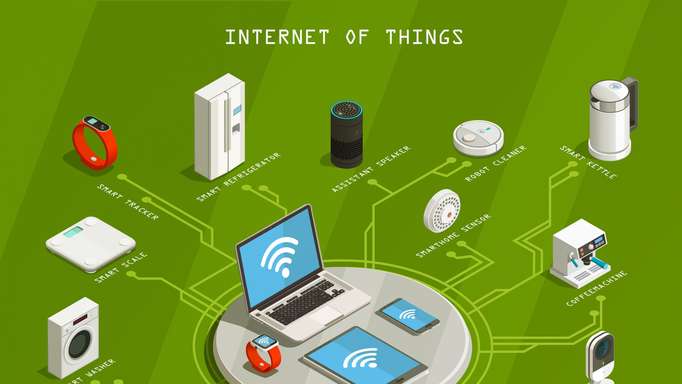 INTERNET OF THINGS
SMART TRACKER
SMART REFRIGERATOR
ASSISTANT SPEAKER
ROBOT CLEANER
SMART KETTLE
SMART SCALE
SMARTHOME SENSOR
COFFEEMACHINE
RT WASHER